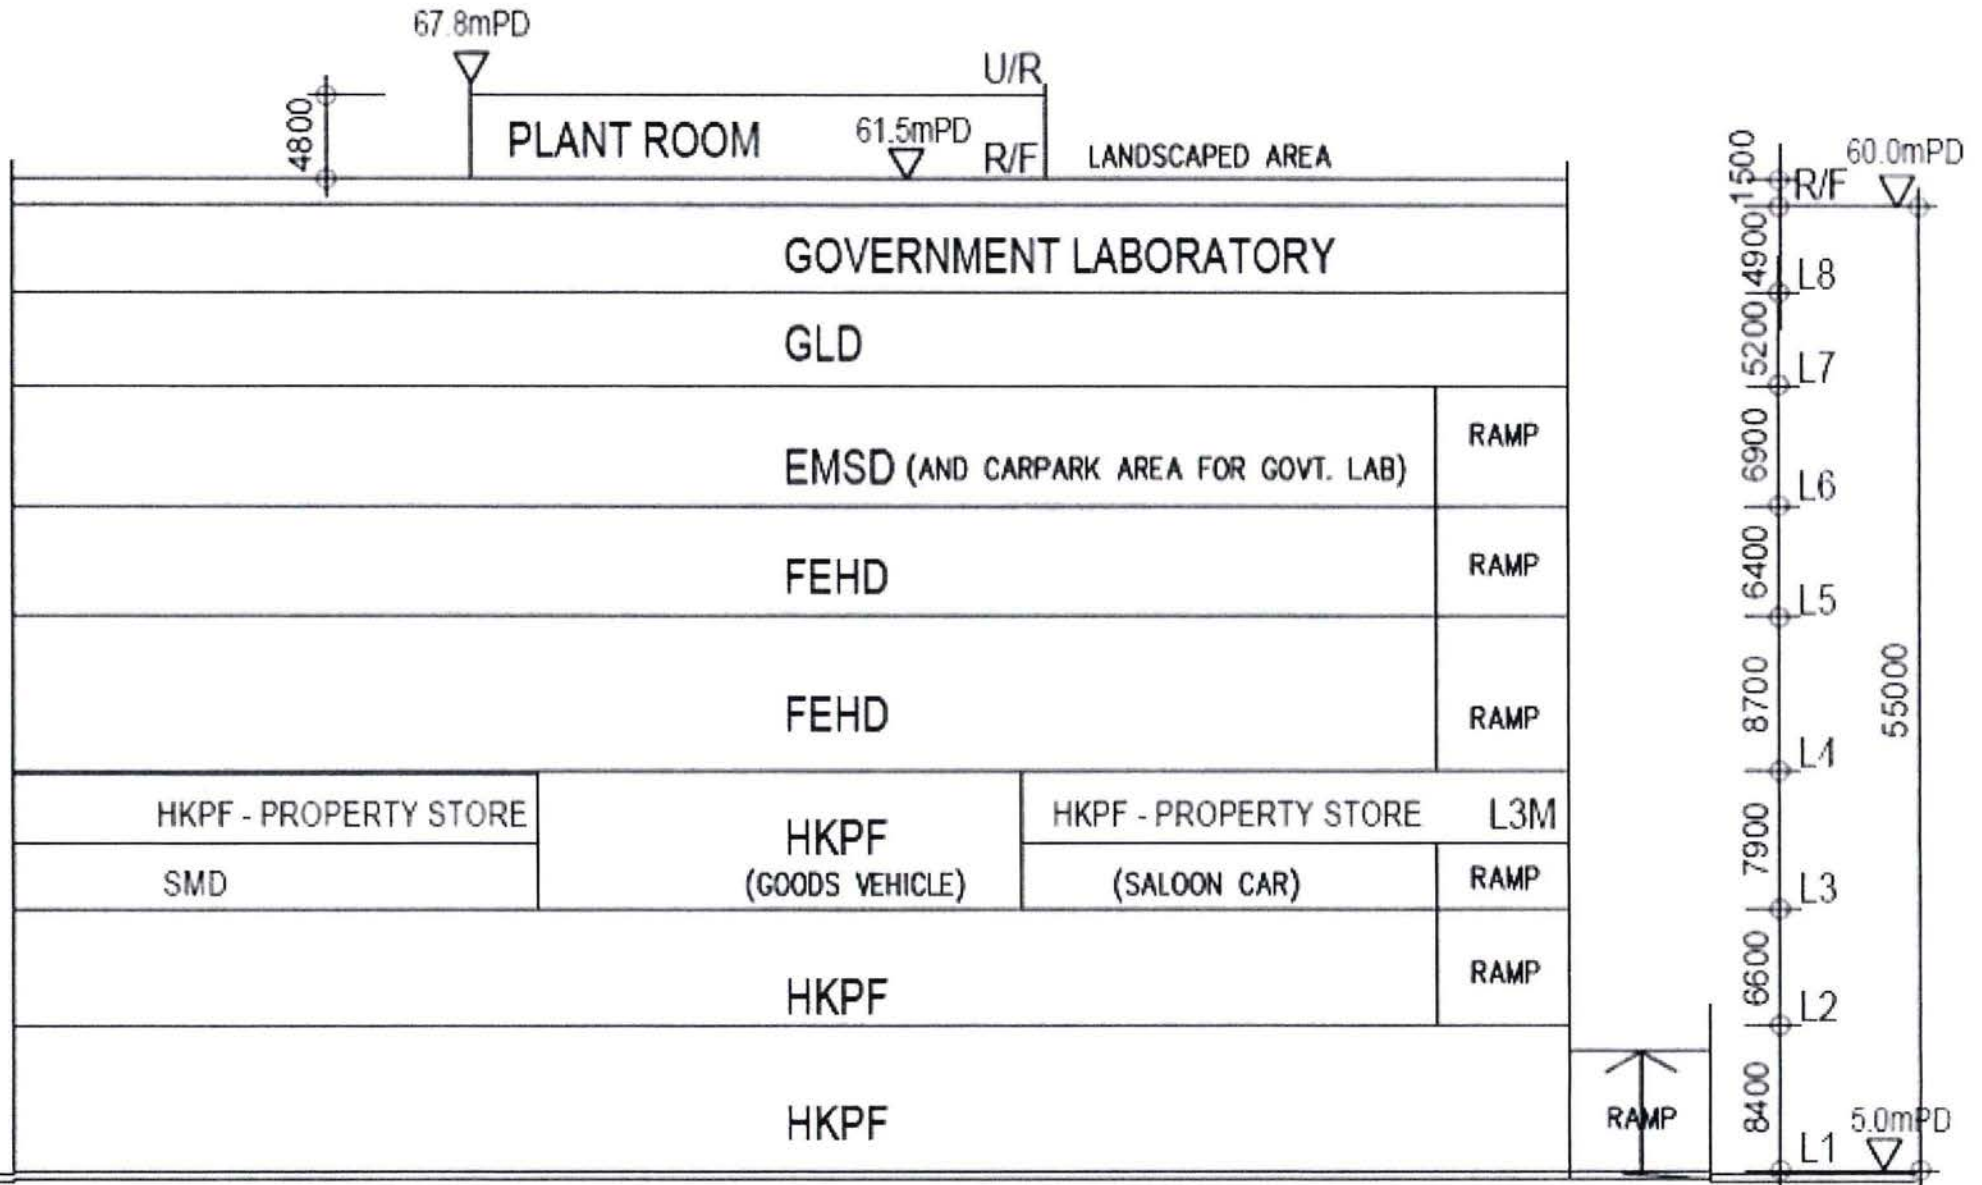 67.8mPD
U/R
4800
PLANT ROOM
61.5mPD
R/F
LANDSCAPED AREA
1500
60.0mPD
R/F
GOVERNMENT LABORATORY
4900
L8
GLD
5200
L7
RAMP
EMSD (AND CARPARK AREA FOR GOVT. LAB)
6900
L6
FEHD
RAMP
6400
L5
FEHD
RAMP
8700
55000
L4
HKPF - PROPERTY STORE
HKPF - PROPERTY STORE L3M
HKPF
(GOODS VEHICLE)
SMD
(SALOON CAR)
RAMP
7900
L3
HKPF
RAMP
6600
L2
HKPF
RAMP
8400
5.0mPD
L1